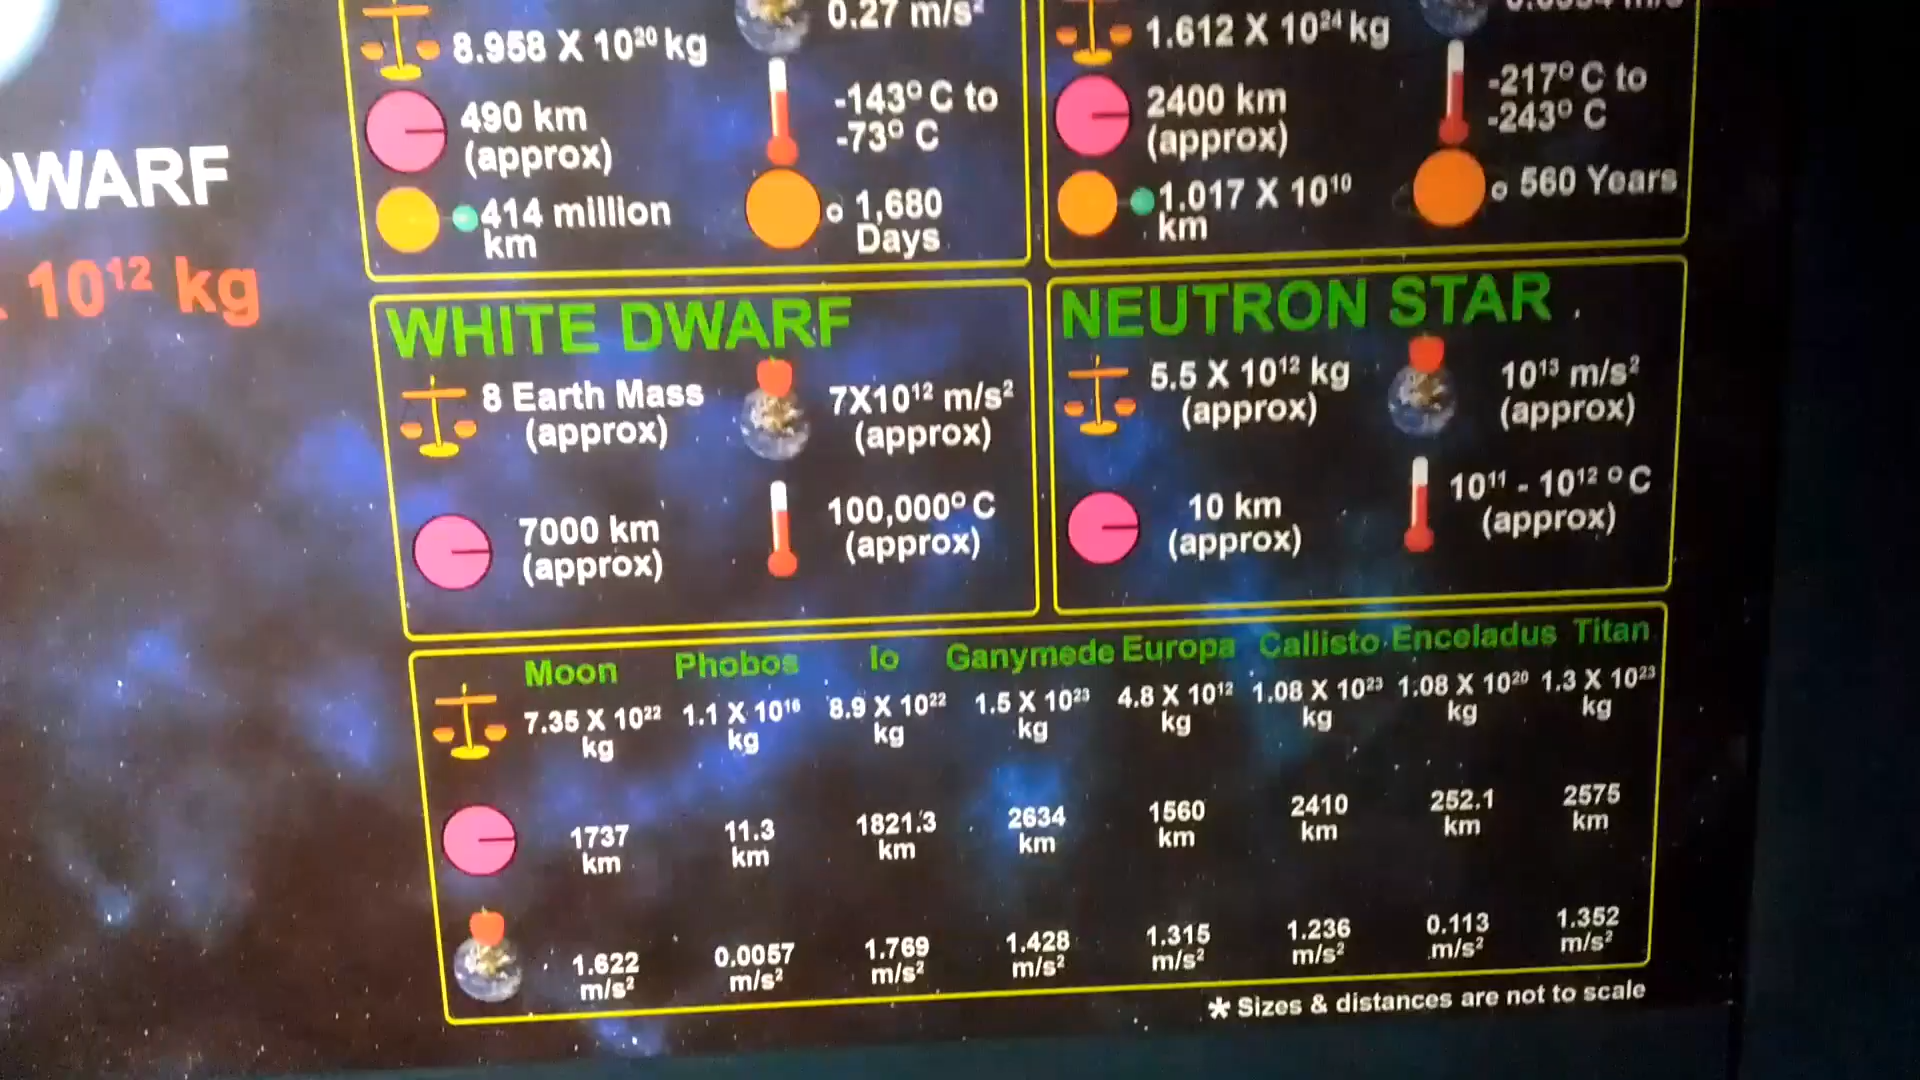 8.958 X 10²⁰ kg
0.27 m/s²
490 km
(approx)
-143° C to
-73° C
414 million
km
1,680
Days
1.612 X 10²⁴ kg
2400 km
(approx)
-217° C to
-243° C
1.017 X 10¹⁰
km
560 Years
DWARF
10¹² kg
WHITE DWARF
8 Earth Mass
(approx)
7X10¹² m/s²
(approx)
7000 km
(approx)
100,000° C
(approx)
NEUTRON STAR
5.5 X 10¹² kg
(approx)
10¹³ m/s²
(approx)
10 km
(approx)
10¹¹ - 10¹² °C
(approx)
Moon Phobos Io Ganymede Europa Callisto Enceladus Titan
7.35 X 10²² 1.1 X 10¹⁶ 8.9 X 10²² 1.5 X 10²³ 4.8 X 10¹² 1.08 X 10²³ 1.08 X 10²⁰ 1.3 X 10²³
kg kg kg kg kg kg kg kg
1737 11.3 1821.3 2634 1560 2410 252.1 2575
km km km km km km km km
1.622 0.0057 1.769 1.428 1.315 1.236 0.113 1.352
m/s² m/s² m/s² m/s² m/s² m/s² m/s² m/s²
* Sizes & distances are not to scale